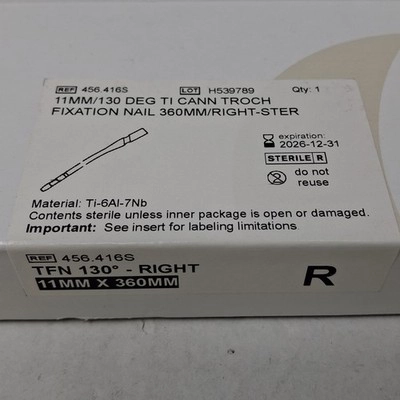 REF 456.416S LOT H539789 Qty: 1
11MM/130 DEG TI CANN TROCH
FIXATION NAIL 360MM/RIGHT-STER
expiration:
2026-12-31
STERILE R
do not
reuse
Material: Ti-6Al-7Nb
Contents sterile unless inner package is open or damaged.
Important: See insert for labeling limitations
REF 456.416S
TFN 130° - RIGHT
11MM X 360MM
R